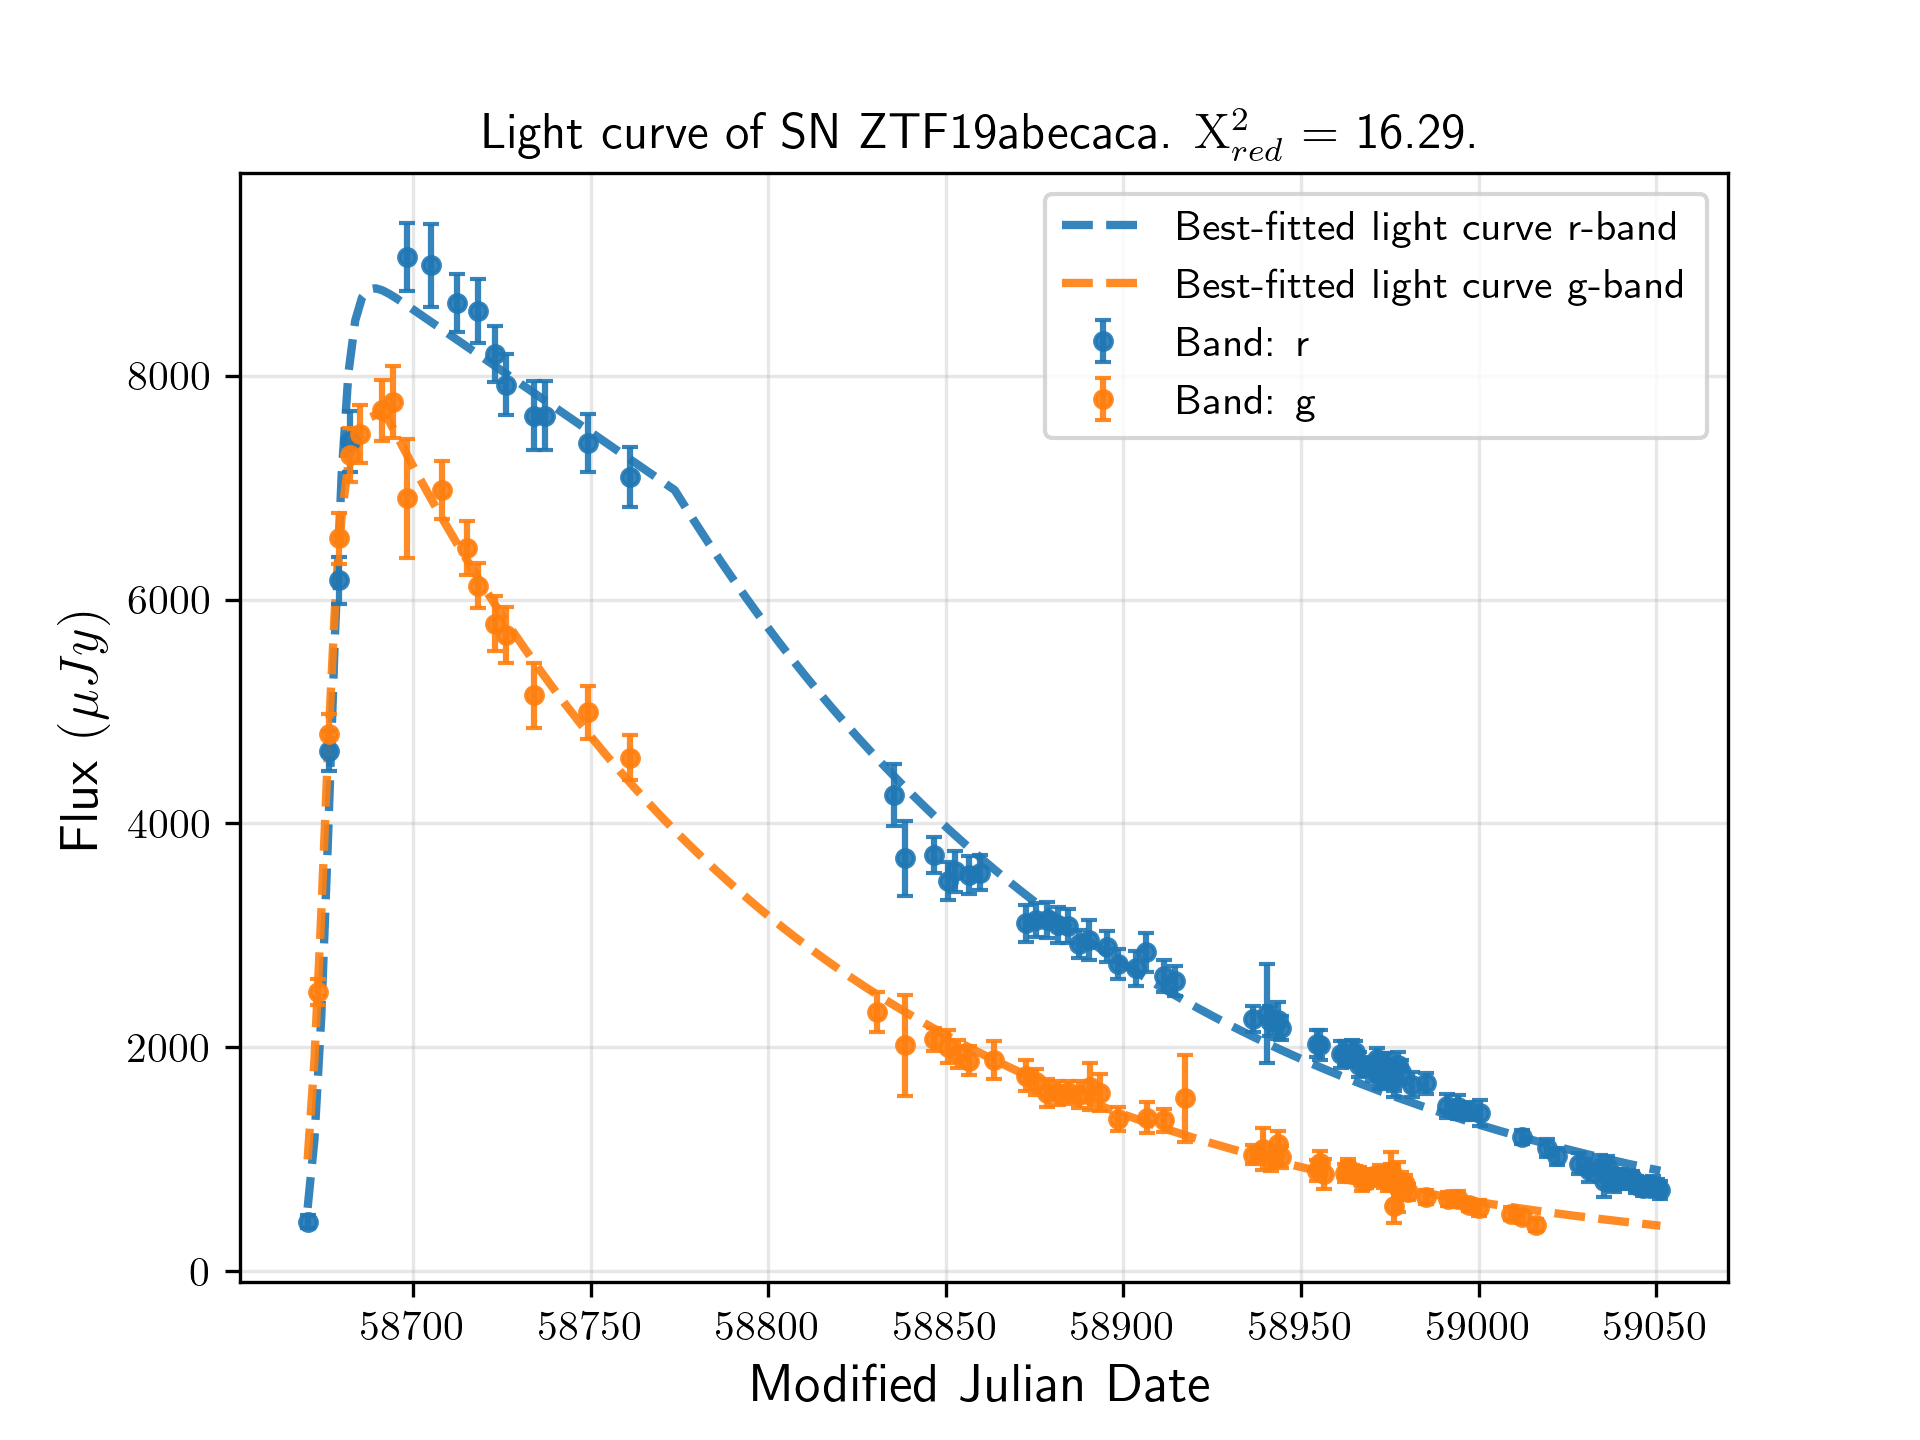 Light curve of SN ZTF19abecaca. X²_red = 16.29.
Best-fitted light curve r-band
Best-fitted light curve g-band
Band: r
Band: g
Flux (μJy)
8000
6000
4000
2000
0
58700 58750 58800 58850 58900 58950 59000 59050
Modified Julian Date